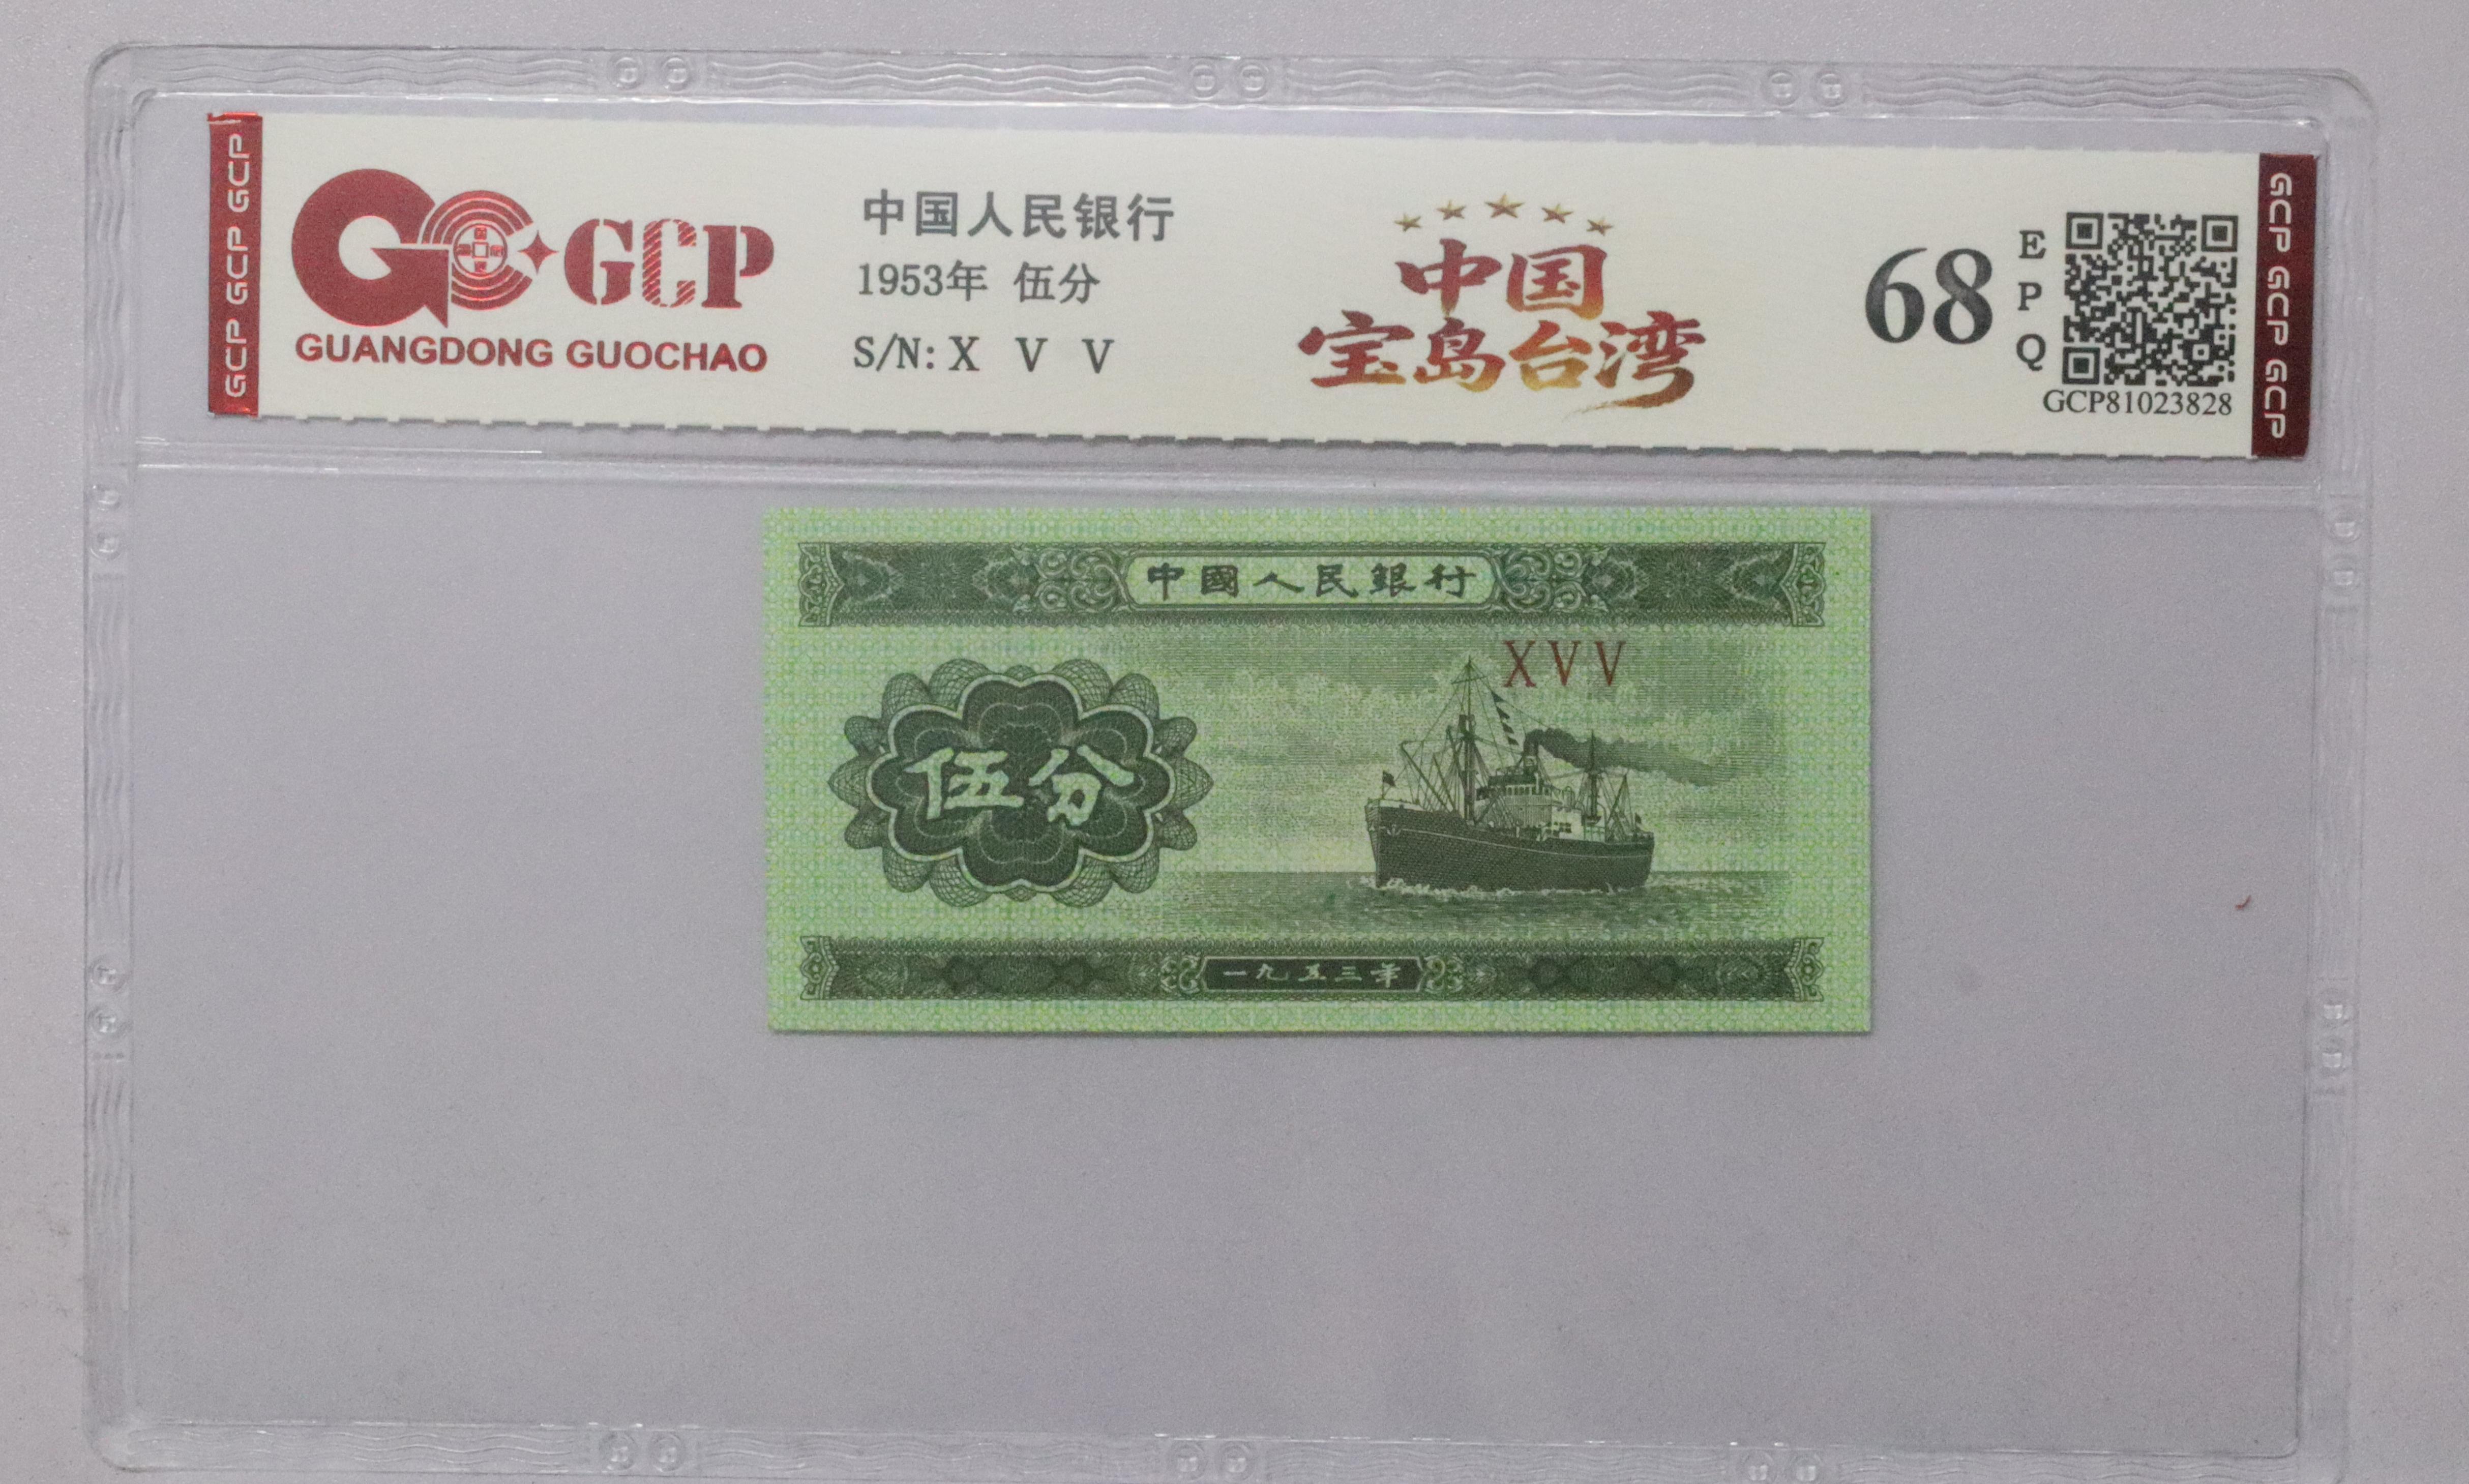 GCP GCP GCP
GCP
GUANGDONG GUOCHAO
中国人民银行
1953年 伍分
S/N: X V V
中国
宝岛台湾
68
E
P
Q
GCP81023828
GCP GCP GCP
中國人民銀行
XVV
伍分
一九五三年